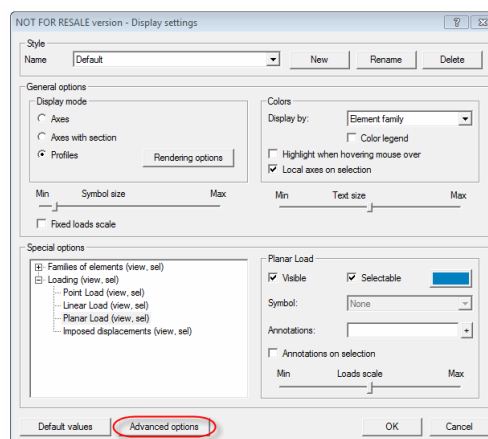 NOT FOR RESALE version - Display settings
Style
Name Default New Rename Delete
General options
Display mode
Axes
Axes with section
Profiles Rendering options
Min Symbol size Max
Fixed loads scale
Colors
Display by: Element family
Color legend
Highlight when hovering mouse over
Local axes on selection
Min Text size Max
Special options
Families of elements (view, sel)
Loading (view, sel)
Point Load (view, sel)
Linear Load (view, sel)
Planar Load (view, sel)
Imposed displacements (view, sel)
Planar Load
Visible Selectable
Symbol: None
Annotations: +
Annotations on selection
Min Loads scale Max
Default values Advanced options OK Cancel